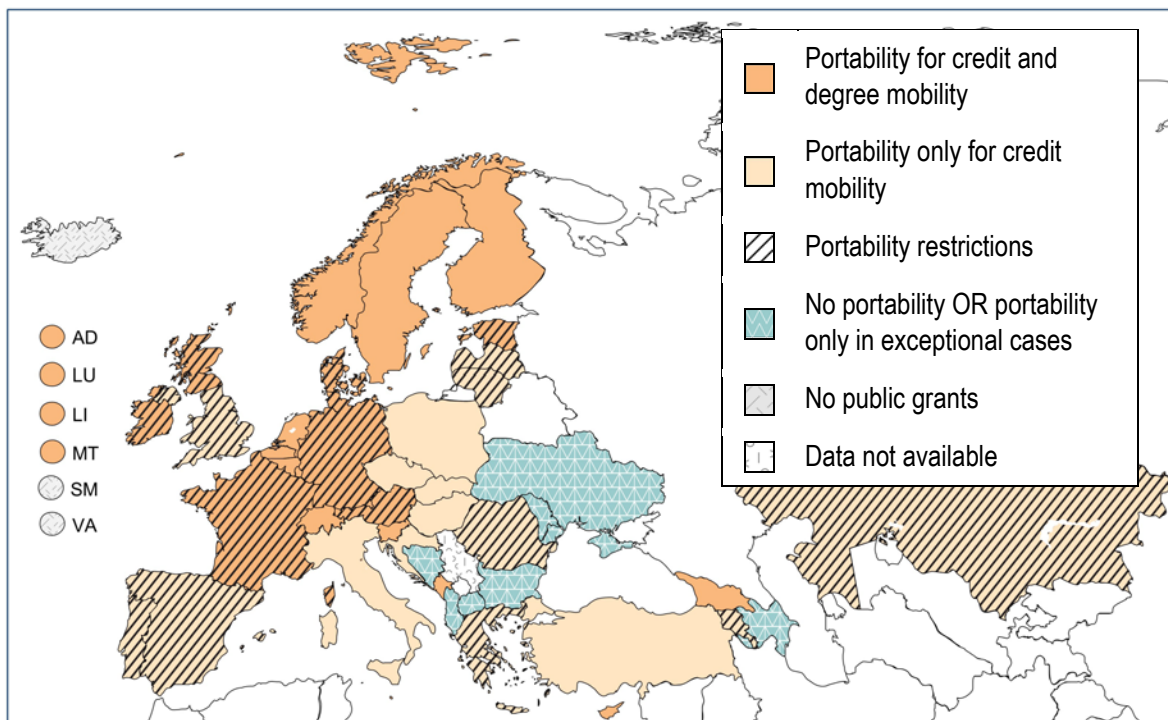 Portability for credit and
degree mobility
Portability only for credit
mobility
Portability restrictions
No portability OR portability
only in exceptional cases
No public grants
Data not available
AD
LU
LI
MT
SM
VA